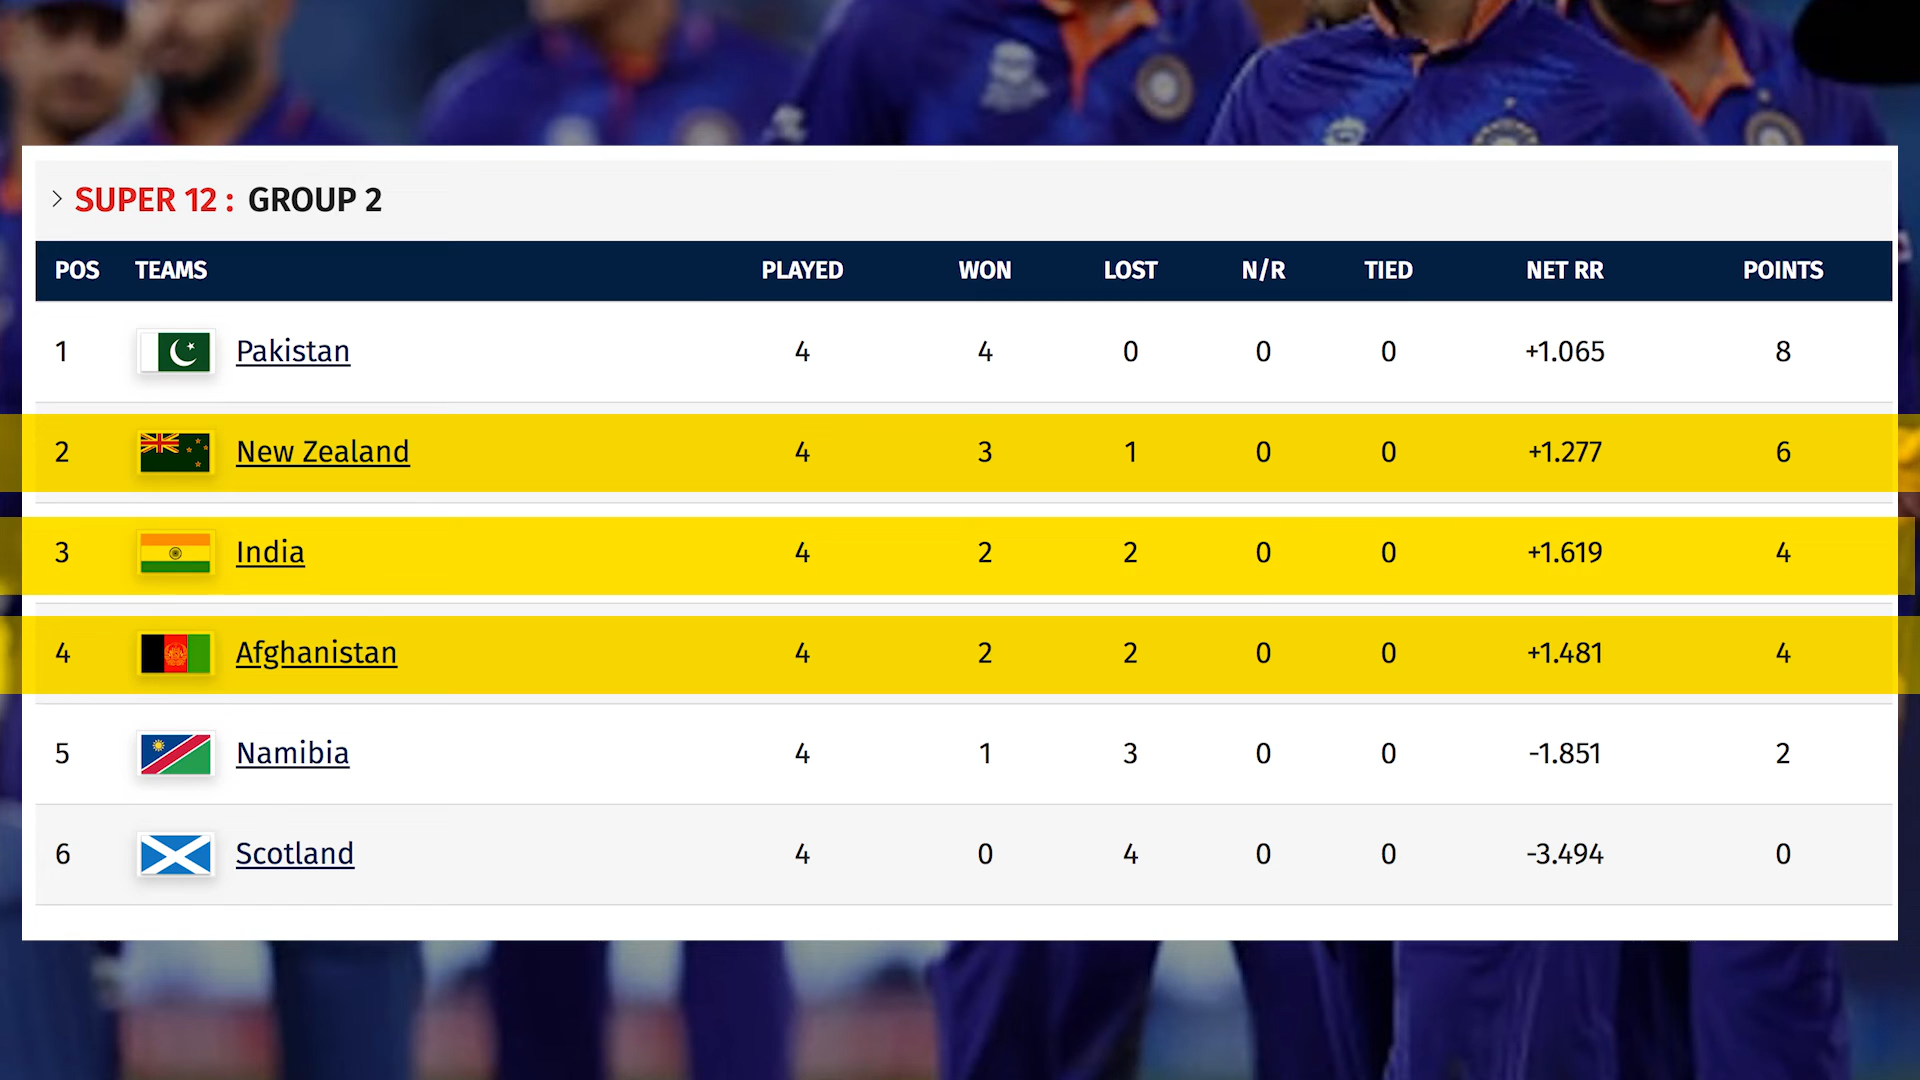 SUPER 12 : GROUP 2
POS TEAMS PLAYED WON LOST N/R TIED NET RR POINTS
1 Pakistan 4 4 0 0 0 +1.065 8
2 New Zealand 4 3 1 0 0 +1.277 6
3 India 4 2 2 0 0 +1.619 4
4 Afghanistan 4 2 2 0 0 +1.481 4
5 Namibia 4 1 3 0 0 -1.851 2
6 Scotland 4 0 4 0 0 -3.494 0